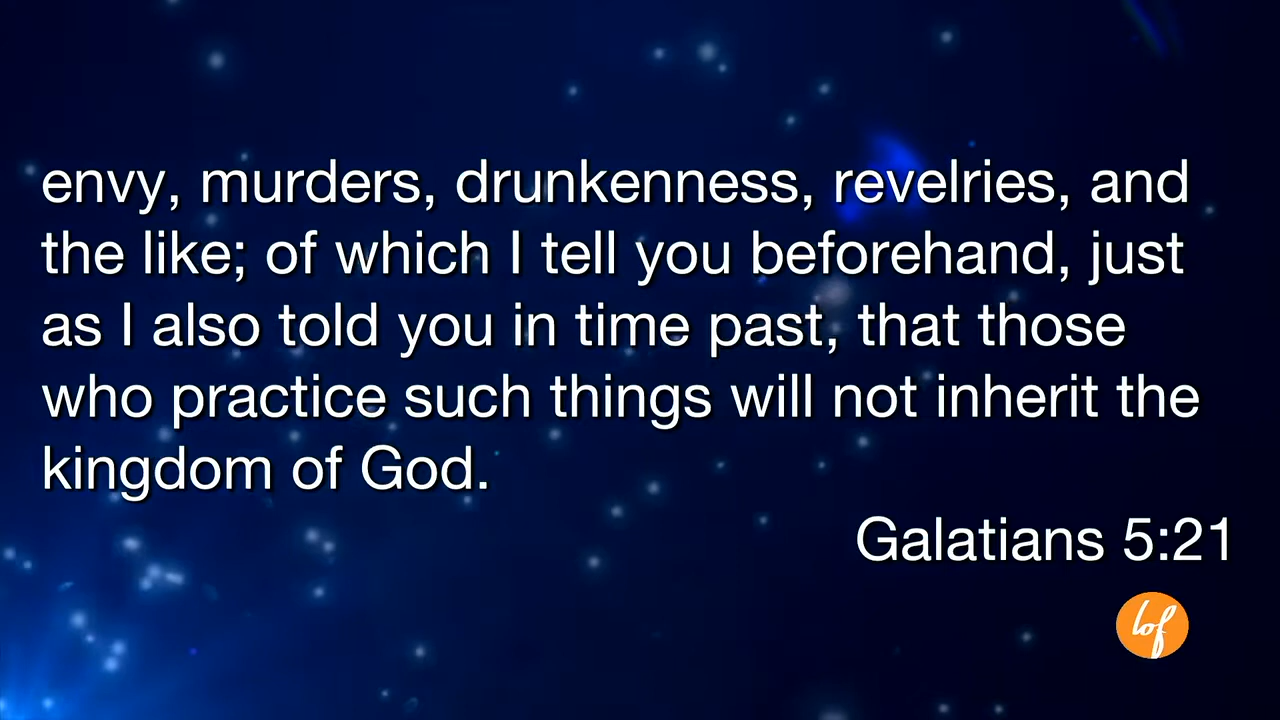 envy, murders, drunkenness, revelries, and
the like; of which I tell you beforehand, just
as I also told you in time past, that those
who practice such things will not inherit the
kingdom of God.
Galatians 5:21
lof